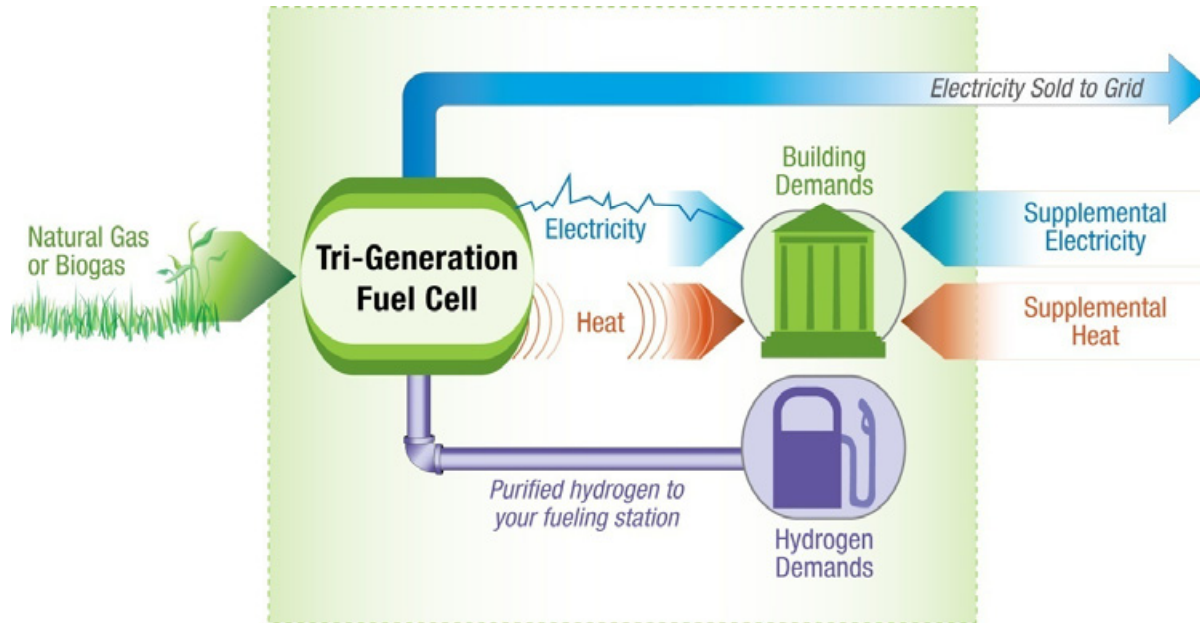 Electricity Sold to Grid
Building
Demands
Natural Gas
or Biogas
Tri-Generation
Fuel Cell
Electricity
Heat
Supplemental
Electricity
Supplemental
Heat
Purified hydrogen to
your fueling station
Hydrogen
Demands